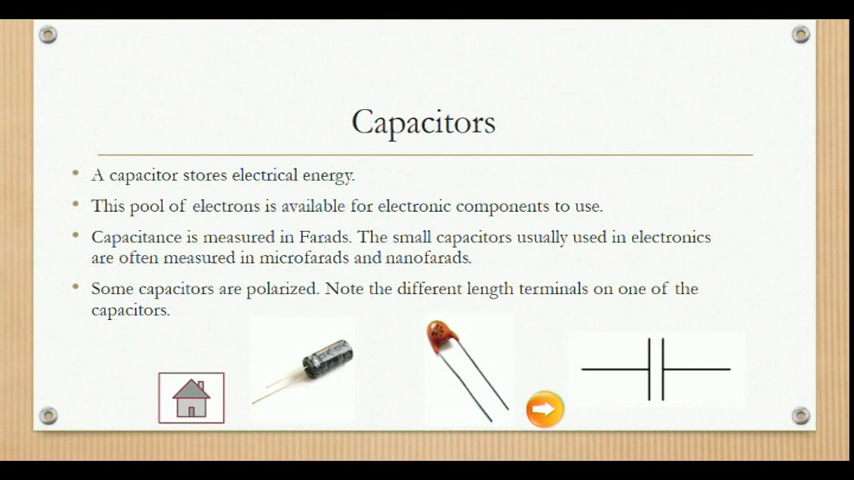 Capacitors
A capacitor stores electrical energy.
This pool of electrons is available for electronic components to use.
Capacitance is measured in Farads. The small capacitors usually used in electronics
are often measured in microfarads and nanofarads.
Some capacitors are polarized. Note the different length terminals on one of the
capacitors.